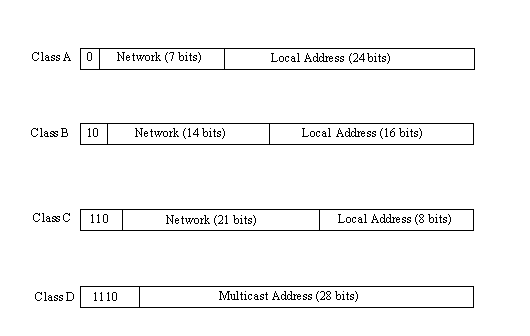 Class A 0 Network (7 bits) Local Address (24 bits)
Class B 10 Network (14 bits) Local Address (16 bits)
Class C 110 Network (21 bits) Local Address (8 bits)
Class D 1110 Multicast Address (28 bits)